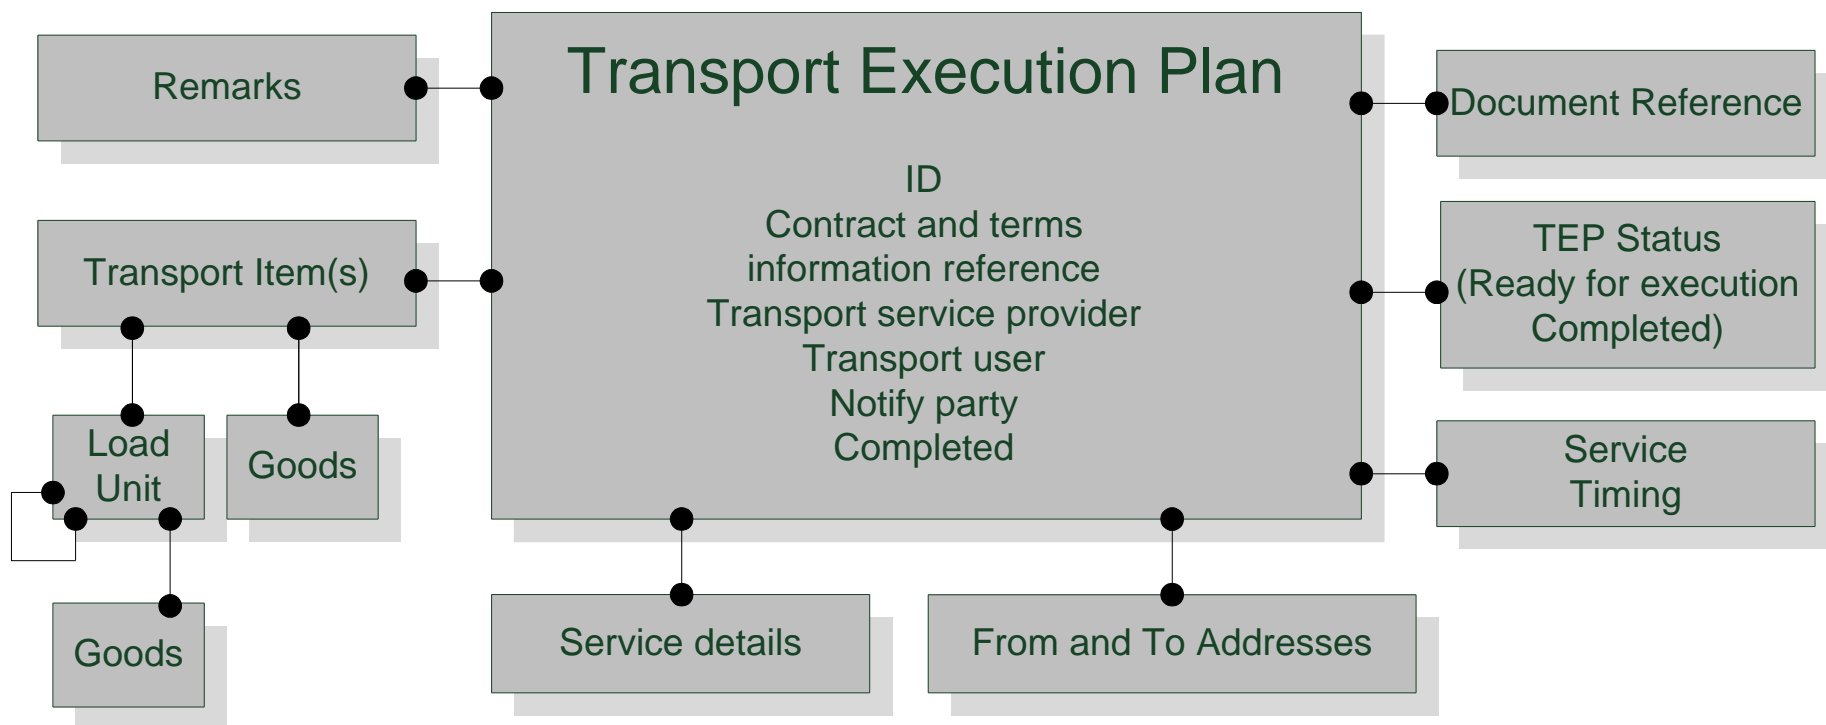 Transport Execution Plan
ID
Contract and terms
information reference
Transport service provider
Transport user
Notify party
Completed
Remarks
Transport Item(s)
Load
Unit
Goods
Goods
Document Reference
TEP Status
(Ready for execution
Completed)
Service
Timing
Service details
From and To Addresses